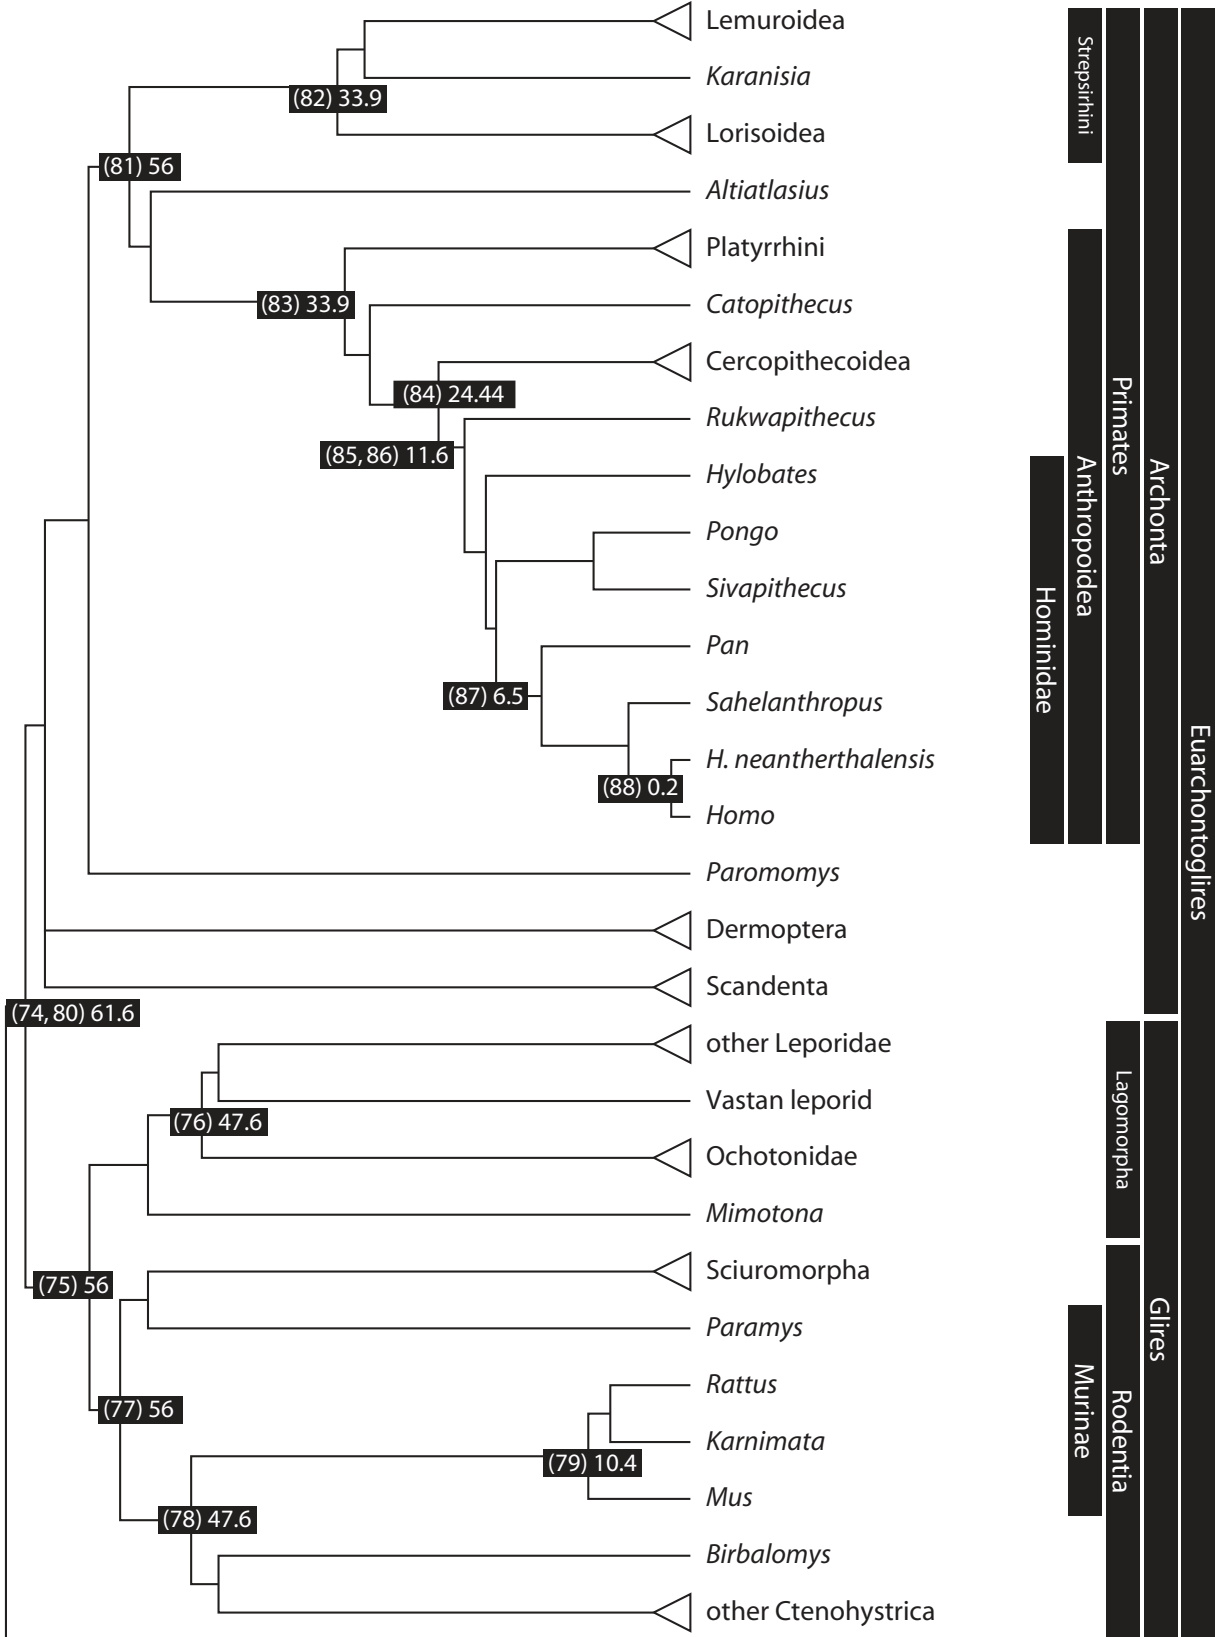 Lemuroidea
Karanisia
(82) 33.9
Lorisoidea
(81) 56
Altiatlasius
Platyrrhini
(83) 33.9
Catopithecus
Cercopithecoidea
(84) 24.44
Rukwapithecus
(85, 86) 11.6
Hylobates
Pongo
Sivapithecus
Pan
(87) 6.5
Sahelanthropus
H. neantherthalensis
(88) 0.2
Homo
Paromomys
Dermoptera
Scandenta
(74, 80) 61.6
other Leporidae
Vastan leporid
(76) 47.6
Ochotonidae
Mimotona
Sciuromorpha
(75) 56
Paramys
Rattus
(77) 56
Karnimata
(79) 10.4
Mus
(78) 47.6
Birbalomys
other Ctenohystrica
Strepsirhini
Hominidae
Anthropoidea
Primates
Archonta
Euarchontoglires
Lagomorpha
Murinae
Rodentia
Glires